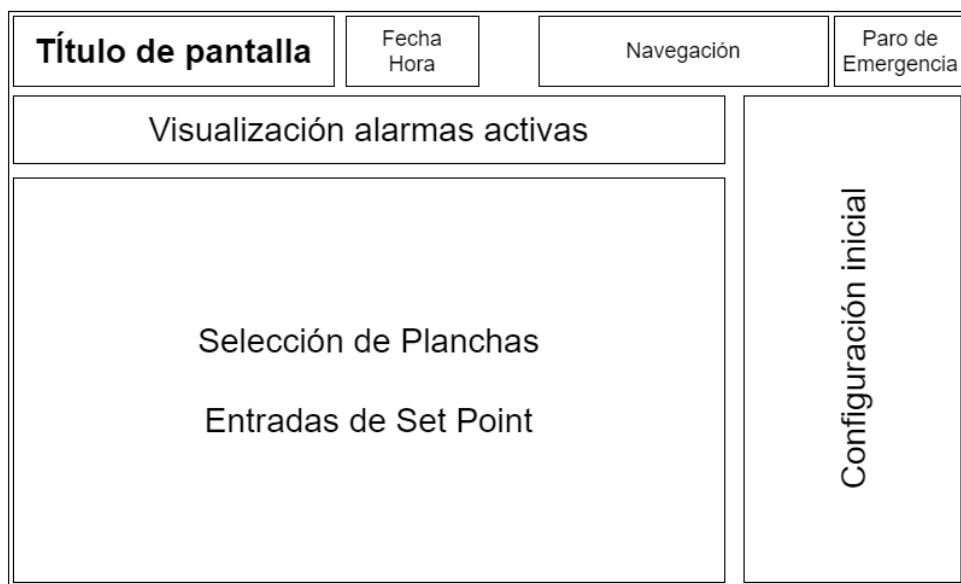 TÍtulo de pantalla
Fecha
Hora
Navegación
Paro de
Emergencia
Visualización alarmas activas
Selección de Planchas
Entradas de Set Point
Configuración inicial